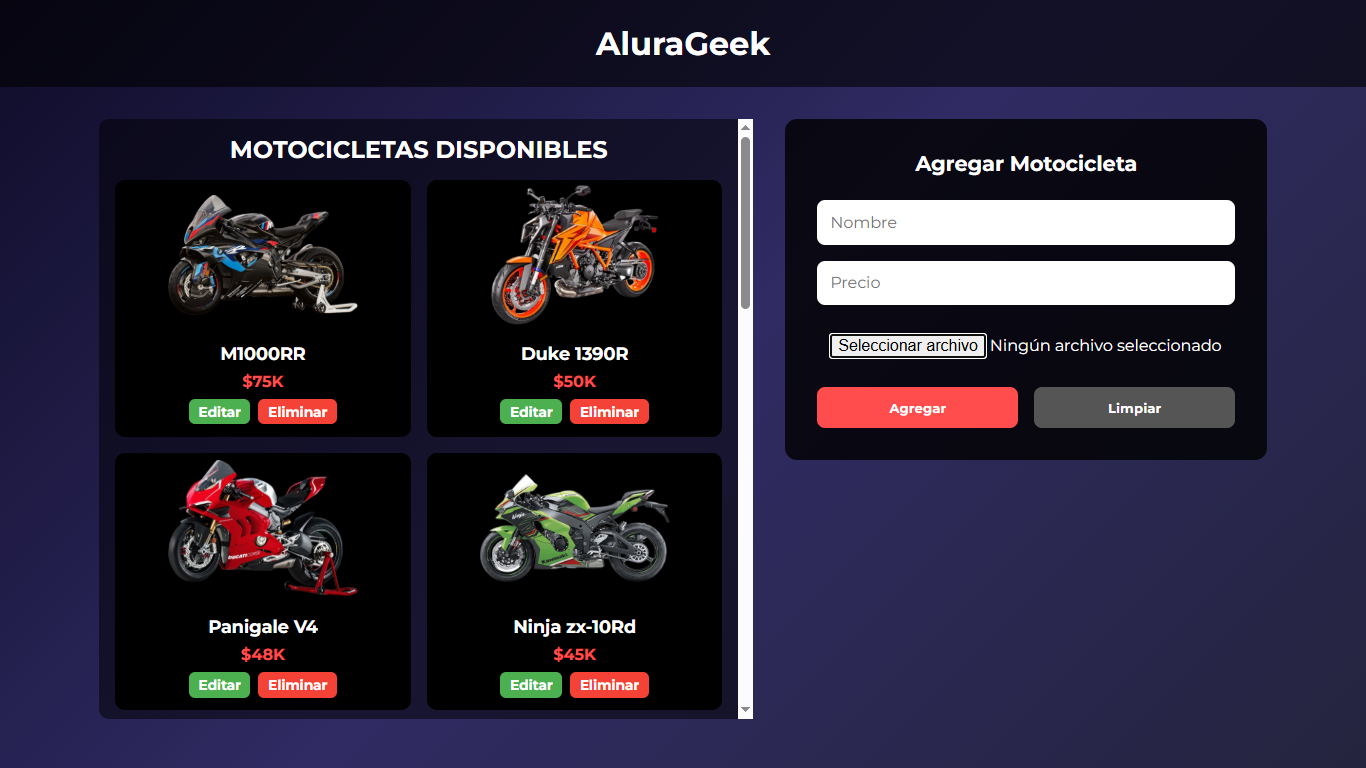 AluraGeek
MOTOCICLETAS DISPONIBLES
M1000RR
$75K
Editar Eliminar
Duke 1390R
$50K
Editar Eliminar
Panigale V4
$48K
Editar Eliminar
Ninja zx-10Rd
$45K
Editar Eliminar
Agregar Motocicleta
Nombre
Precio
Seleccionar archivo Ningún archivo seleccionado
Agregar Limpiar